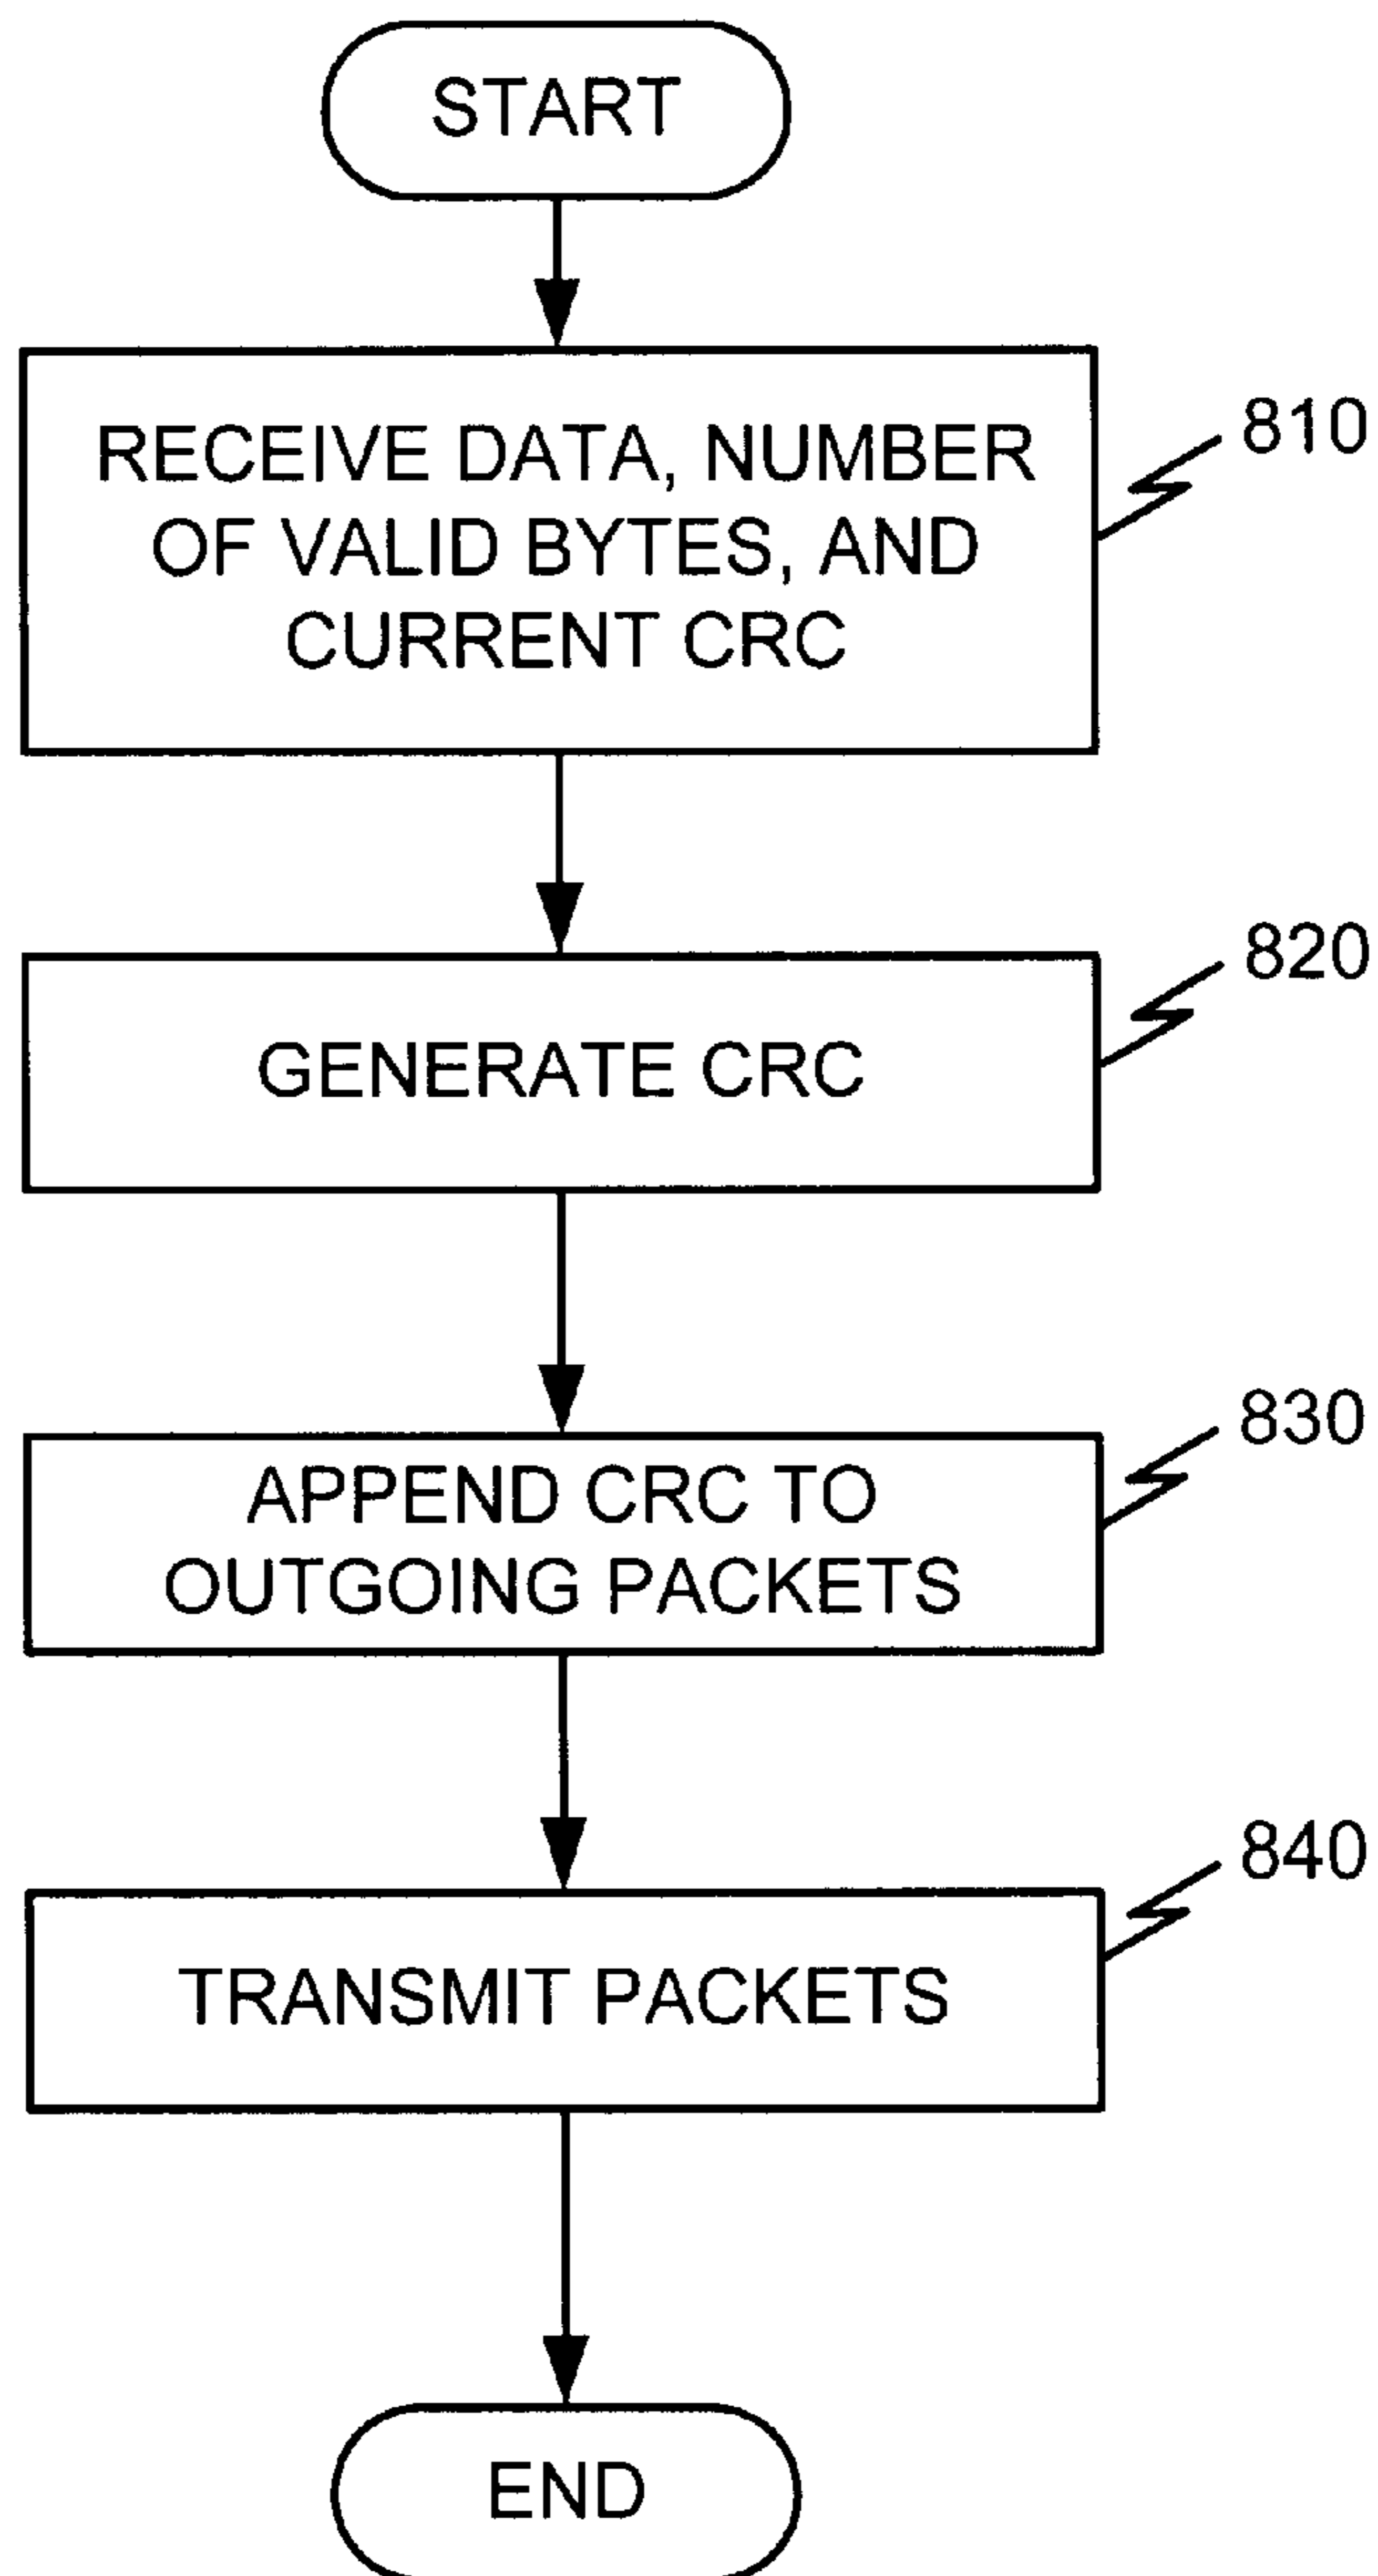 START
RECEIVE DATA, NUMBER
OF VALID BYTES, AND
CURRENT CRC
810
GENERATE CRC
820
APPEND CRC TO
OUTGOING PACKETS
830
TRANSMIT PACKETS
840
END